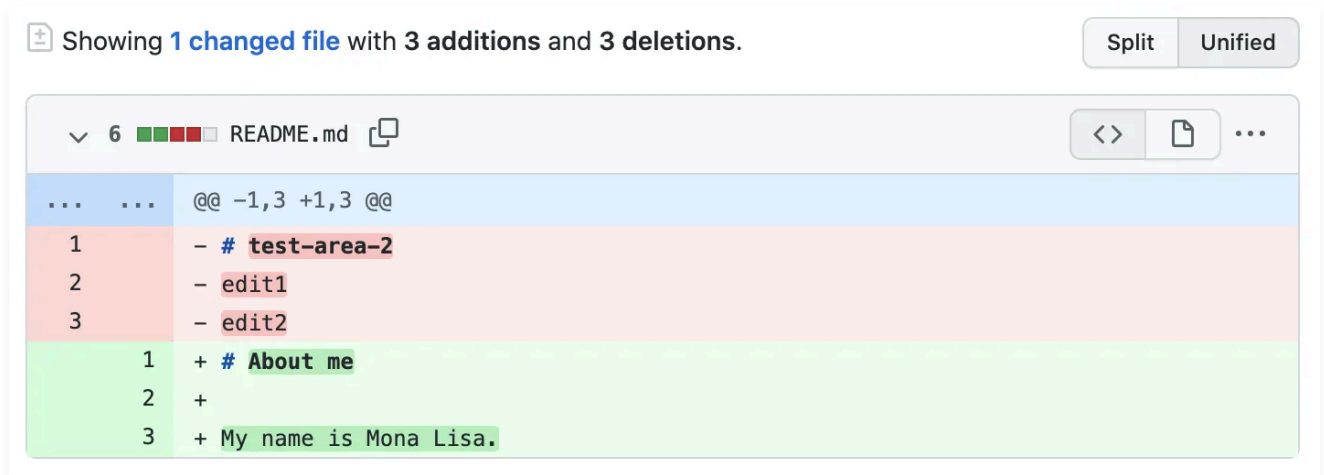 Showing 1 changed file with 3 additions and 3 deletions.
Split Unified
6 README.md
... ... @@ -1,3 +1,3 @@
1 - # test-area-2
2 - edit1
3 - edit2
1 + # About me
2 +
3 + My name is Mona Lisa.